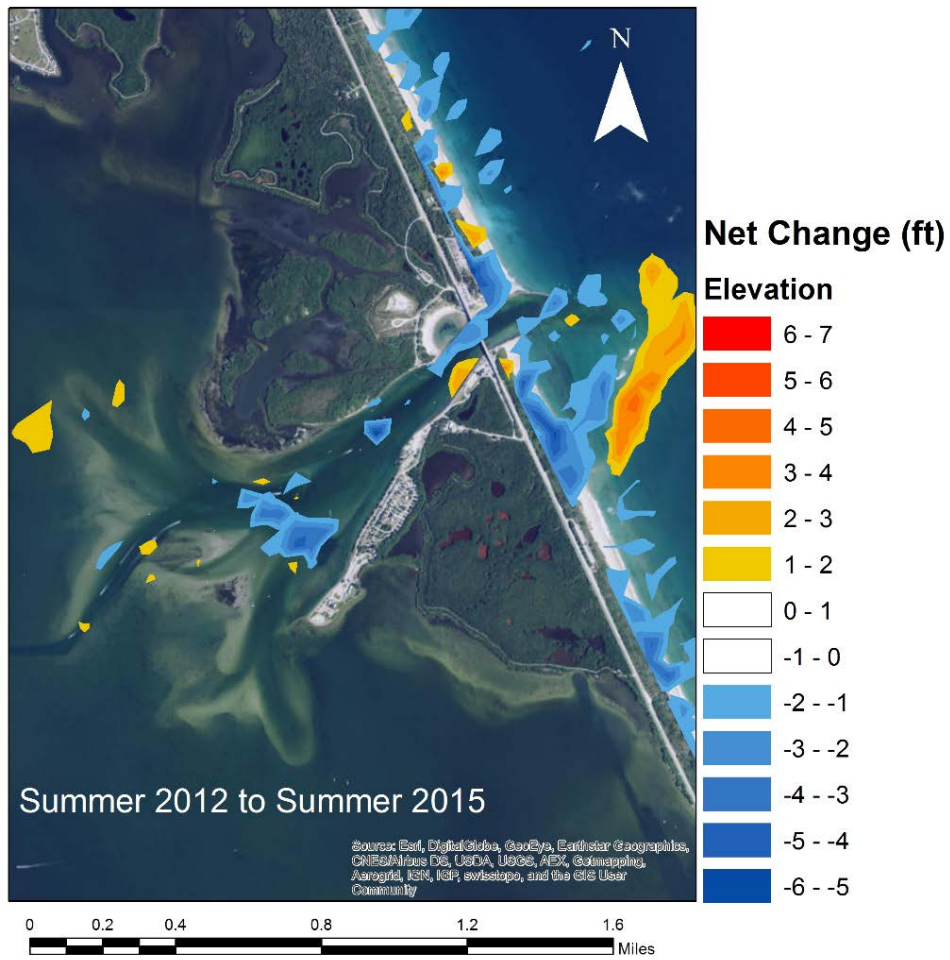 N
Net Change (ft)
Elevation
6 - 7
5 - 6
4 - 5
3 - 4
2 - 3
1 - 2
0 - 1
-1 - 0
-2 - -1
-3 - -2
-4 - -3
-5 - -4
-6 - -5
Summer 2012 to Summer 2015
Source: Esri, DigitalGlobe, GeoEye, Earthstar Geographics,
CNES/Airbus DS, USDA, USGS, AEX, Getmapping,
Aerogrid, IGN, IGP, swisstopo, and the GIS User
Community
0 0.2 0.4 0.8 1.2 1.6
Miles